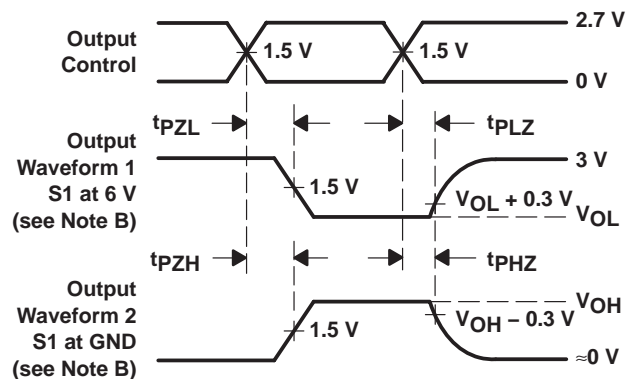 Output
Control
1.5 V
1.5 V
2.7 V
0 V
tPZL
tPLZ
Output
Waveform 1
S1 at 6 V
(see Note B)
1.5 V
3 V
VOL + 0.3 V
VOL
tPZH
tPHZ
Output
Waveform 2
S1 at GND
(see Note B)
1.5 V
VOH
VOH – 0.3 V
≈0 V